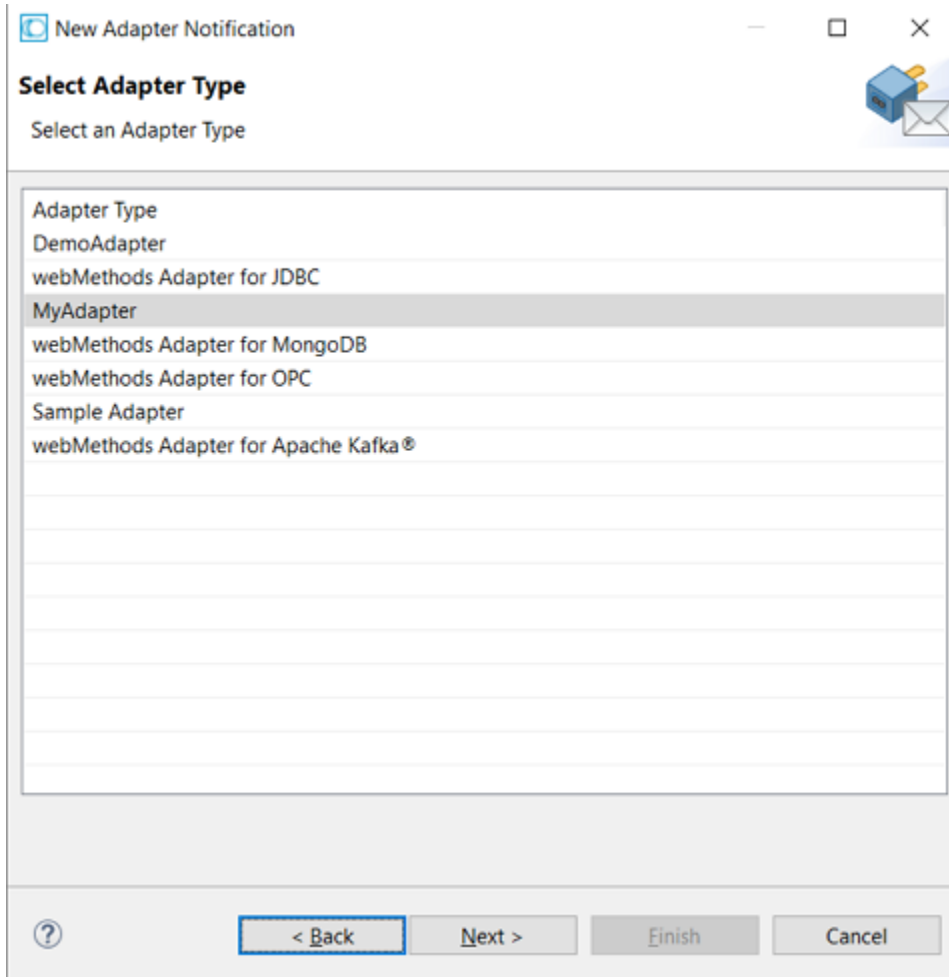 New Adapter Notification
Select Adapter Type
Select an Adapter Type
Adapter Type
DemoAdapter
webMethods Adapter for JDBC
MyAdapter
webMethods Adapter for MongoDB
webMethods Adapter for OPC
Sample Adapter
webMethods Adapter for Apache Kafka®
? < Back Next > Finish Cancel